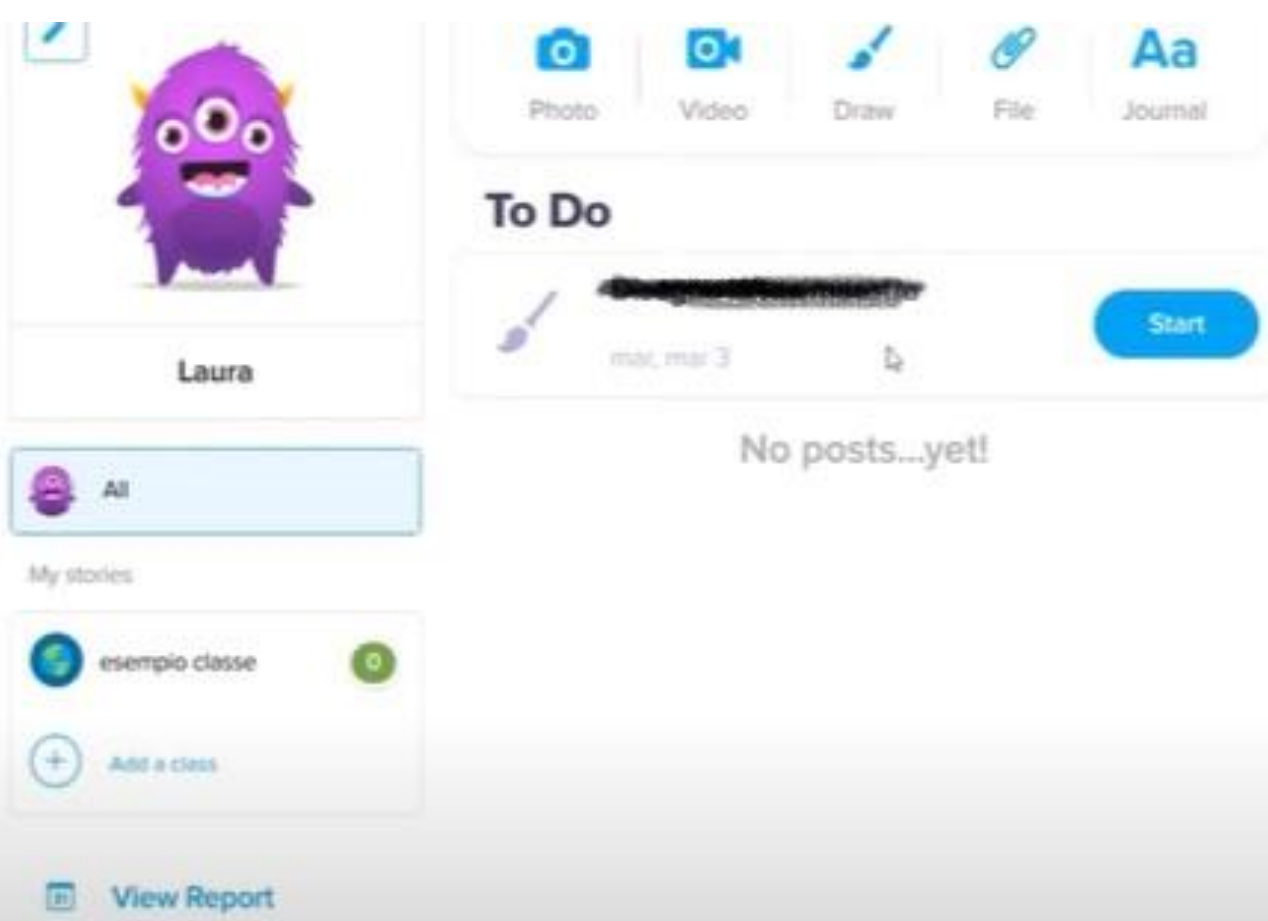 Photo Video Draw File Aa Journal
To Do
mar, mar 3
Start
Laura
No posts...yet!
All
My stories
esempio classe 0
Add a class
View Report